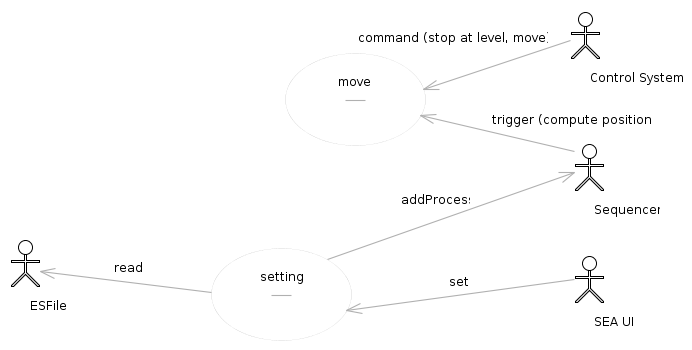 command (stop at level, move)
move
Control System
trigger (compute position
addProcess
Sequencer
setting
read
set
ESFile
SEA UI